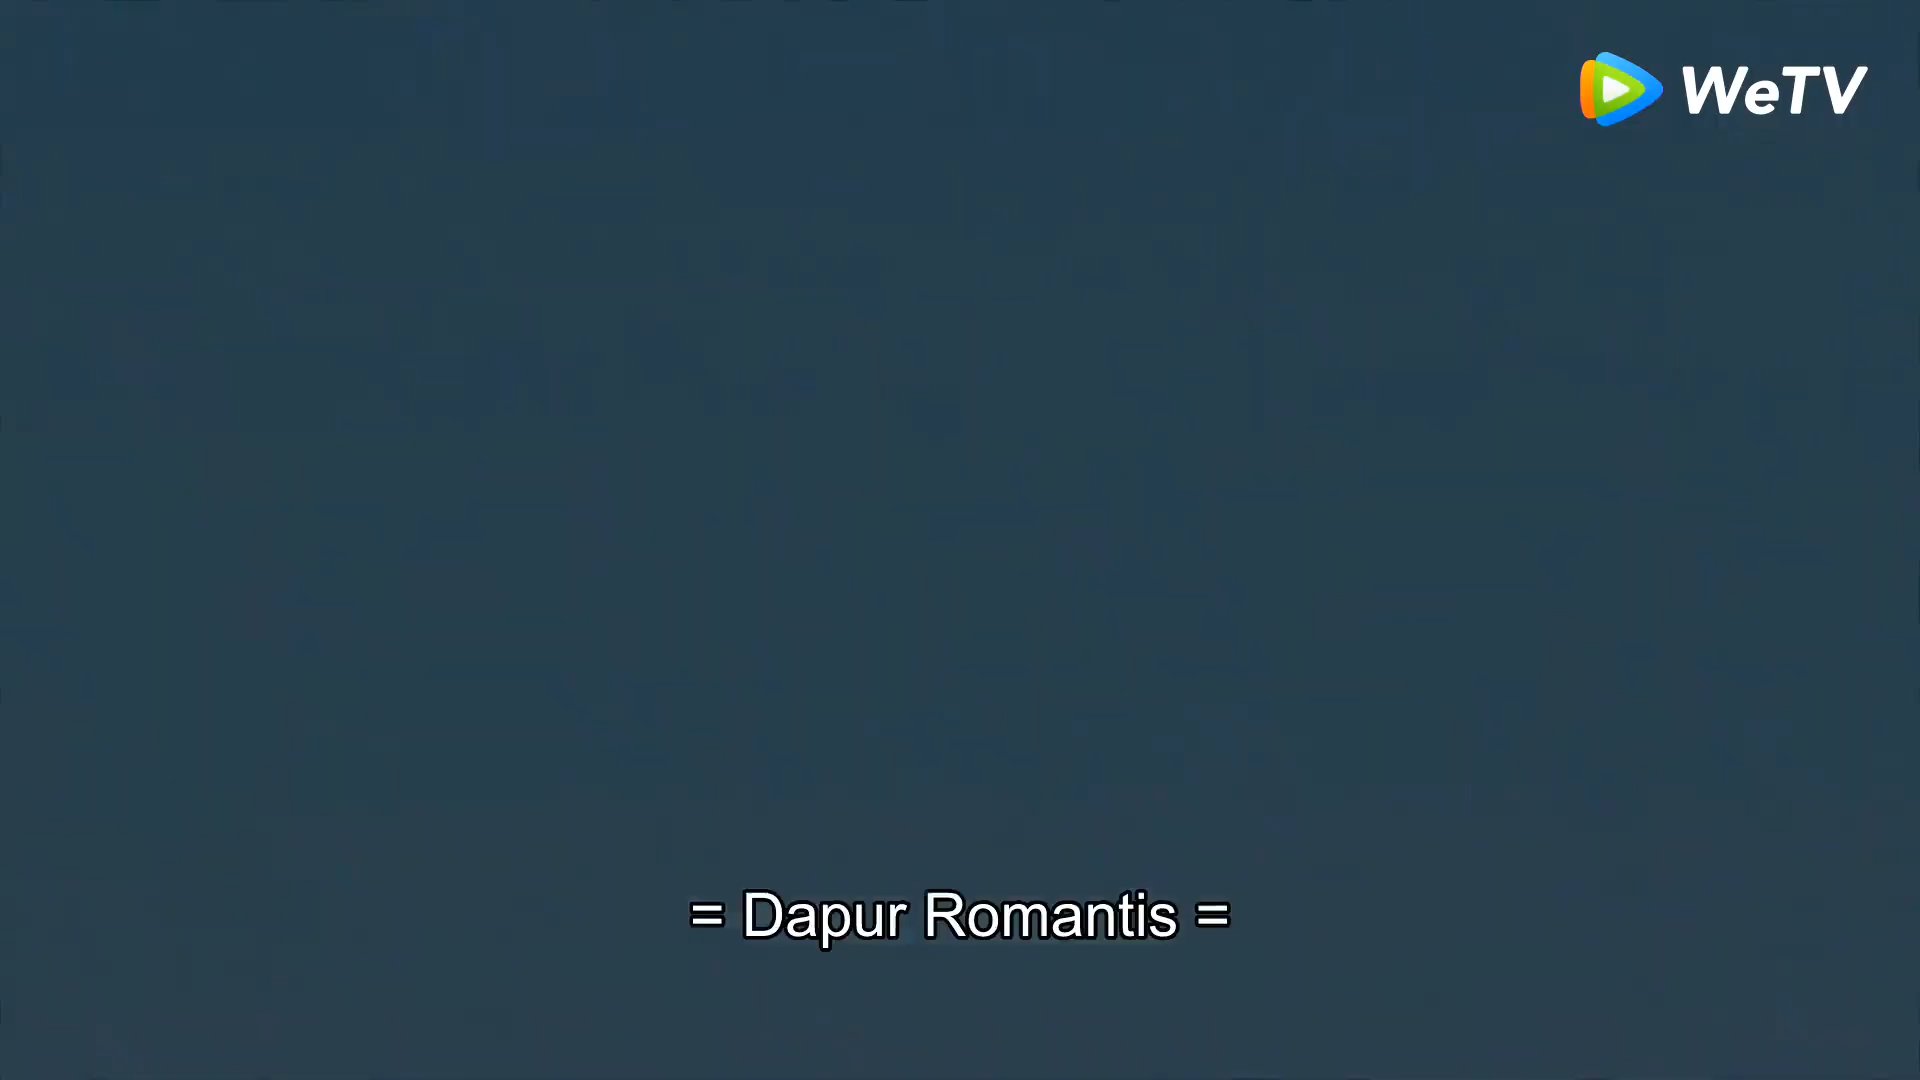 WeTV
= Dapur Romantis =